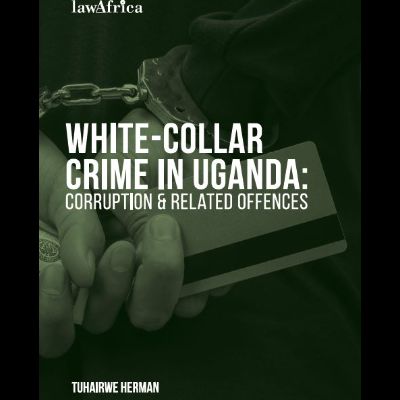 lawAfrica
WHITE-COLLAR
CRIME IN UGANDA:
CORRUPTION & RELATED OFFENCES
TUHAIRWE HERMAN